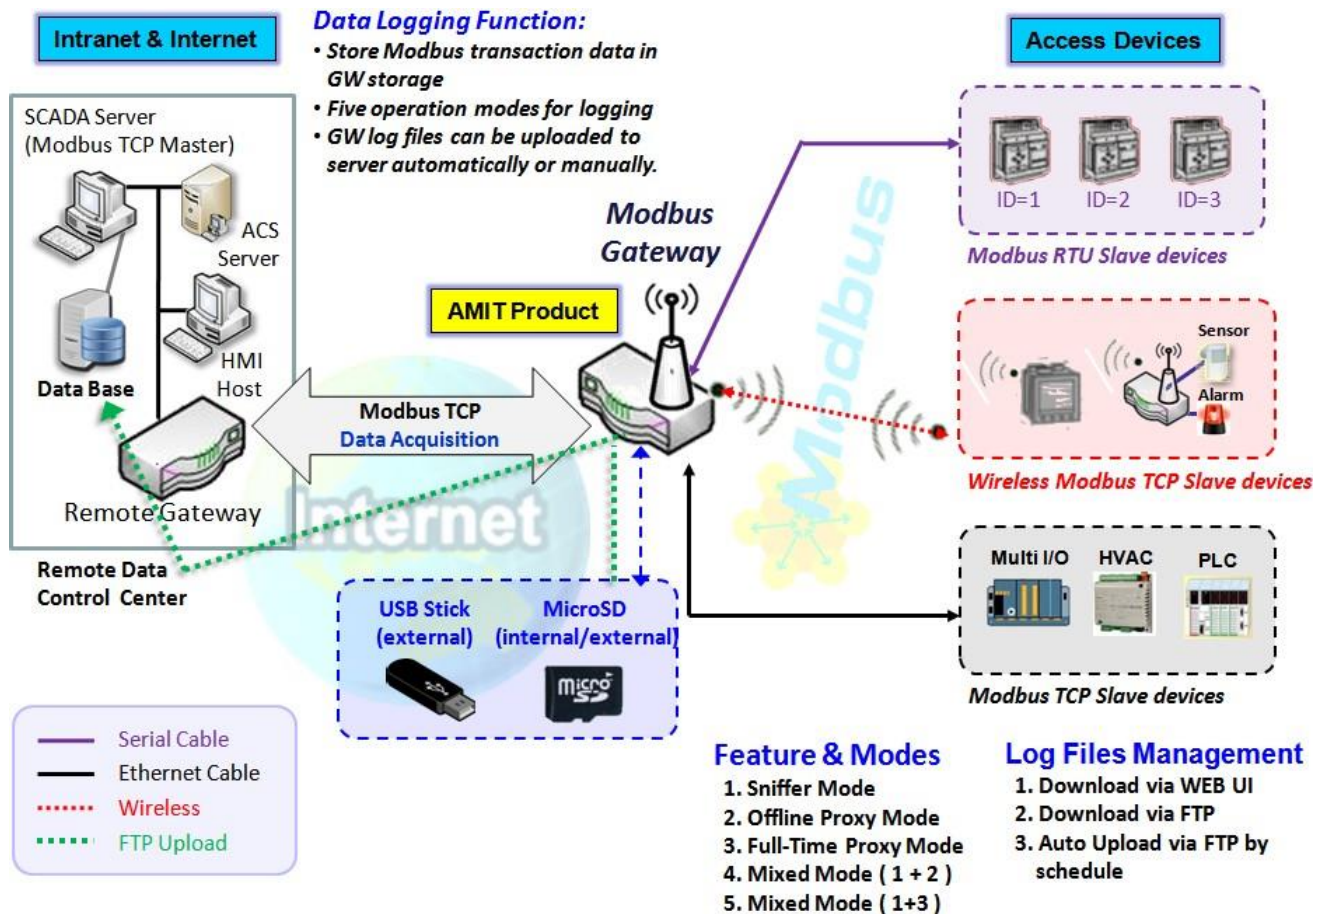 Intranet & Internet
Data Logging Function:
• Store Modbus transaction data in
GW storage
• Five operation modes for logging
• GW log files can be uploaded to
server automatically or manually.
Access Devices
SCADA Server
(Modbus TCP Master)
ACS
Server
HMI
Host
Data Base
Remote Gateway
Remote Data
Control Center
AMIT Product
Modbus
Gateway
Modbus TCP
Data Acquisition
Internet
Modbus
ID=1
ID=2
ID=3
Modbus RTU Slave devices
Sensor
Alarm
Wireless Modbus TCP Slave devices
Multi I/O
HVAC
PLC
Modbus TCP Slave devices
USB Stick
(external)
MicroSD
(internal/external)
micro
SD
Serial Cable
Ethernet Cable
Wireless
FTP Upload
Feature & Modes
1. Sniffer Mode
2. Offline Proxy Mode
3. Full-Time Proxy Mode
4. Mixed Mode ( 1 + 2 )
5. Mixed Mode ( 1+3 )
Log Files Management
1. Download via WEB UI
2. Download via FTP
3. Auto Upload via FTP by
schedule